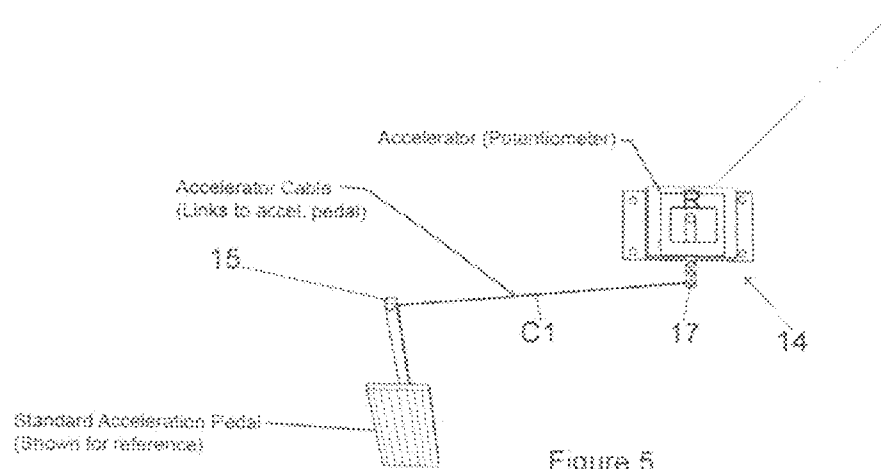 Accelerator (Potentiometer)
R
Accelerator Cable
(Links to accel. pedal)
15
C1
17
14
Standard Acceleration Pedal
(Shown for reference)
Figure 5